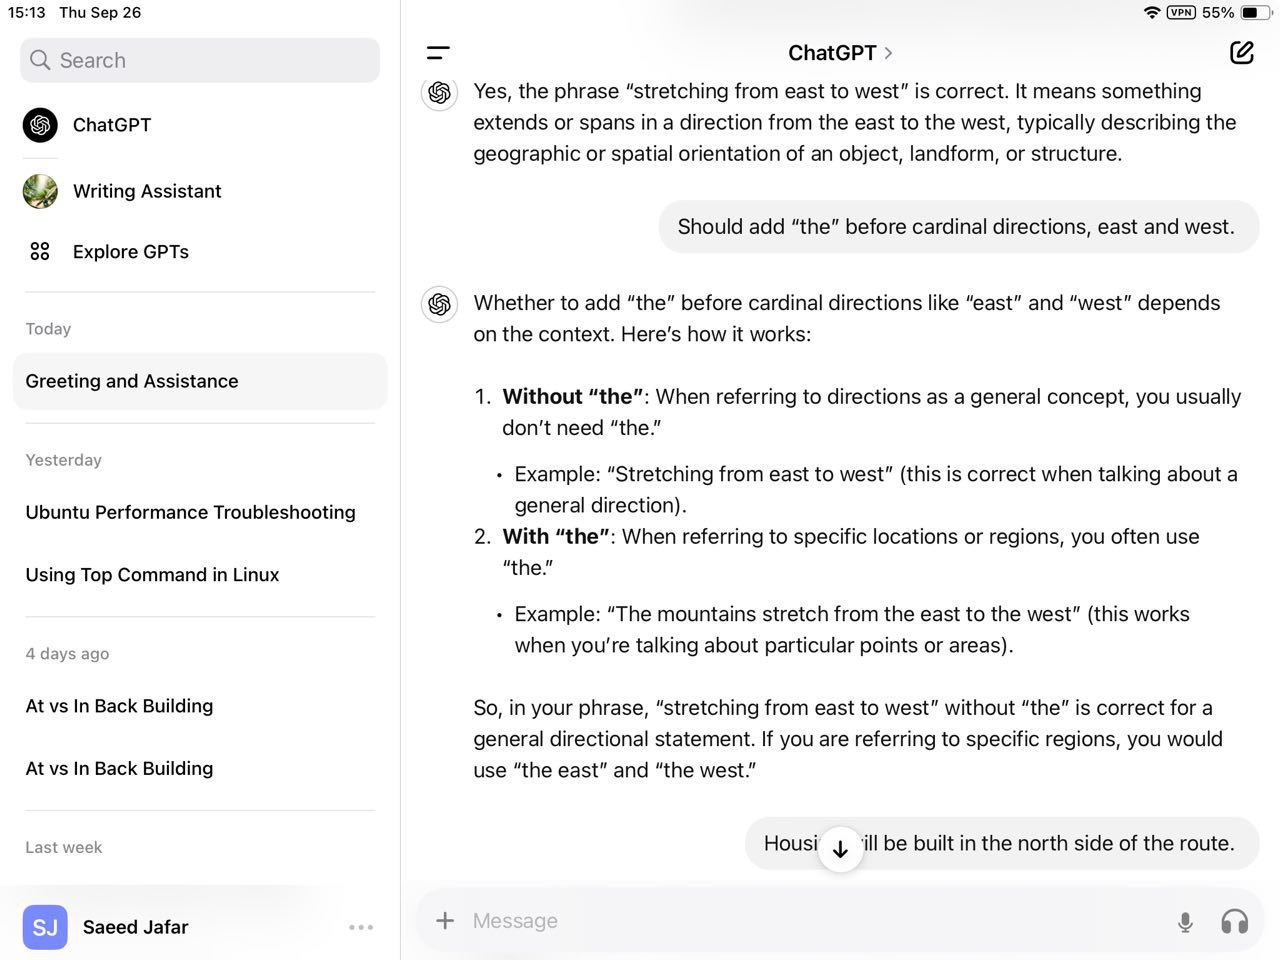 15:13 Thu Sep 26
VPN 55%
Search
ChatGPT
Writing Assistant
Explore GPTs
Today
Greeting and Assistance
Yesterday
Ubuntu Performance Troubleshooting
Using Top Command in Linux
4 days ago
At vs In Back Building
At vs In Back Building
Last week
SJ Saeed Jafar
ChatGPT
Yes, the phrase “stretching from east to west” is correct. It means something
extends or spans in a direction from the east to the west, typically describing the
geographic or spatial orientation of an object, landform, or structure.
Should add “the” before cardinal directions, east and west.
Whether to add “the” before cardinal directions like “east” and “west” depends
on the context. Here’s how it works:
1. Without “the”: When referring to directions as a general concept, you usually
don’t need “the.”
• Example: “Stretching from east to west” (this is correct when talking about a
general direction).
2. With “the”: When referring to specific locations or regions, you often use
“the.”
• Example: “The mountains stretch from the east to the west” (this works
when you’re talking about particular points or areas).
So, in your phrase, “stretching from east to west” without “the” is correct for a
general directional statement. If you are referring to specific regions, you would
use “the east” and “the west.”
be built in the north side of the route.
Message